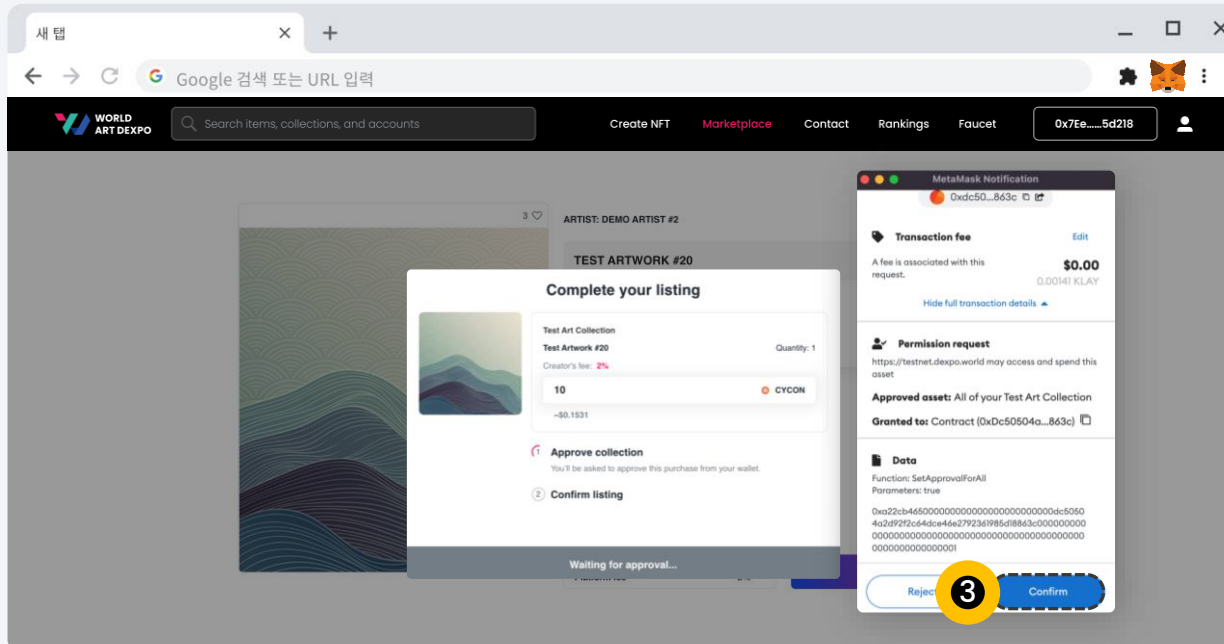 새 탭
Google 검색 또는 URL 입력
WORLD
ART DEXPO
Search items, collections, and accounts
Create NFT
Marketplace
Contact
Rankings
Faucet
0x7Ee......5d218
3
ARTIST: DEMO ARTIST #2
TEST ARTWORK #20
Complete your listing
Test Art Collection
Test Artwork #20
Quantity: 1
Creator's fee: 2%
10
CYCON
~$0.1531
1 Approve collection
You'll be asked to approve this purchase from your wallet.
2 Confirm listing
Waiting for approval...
MetaMask Notification
0xdc50...863c
Transaction fee
Edit
A fee is associated with this
request.
$0.00
0.00141 KLAY
Hide full transaction details
Permission request
https://testnet.dexpo.world may access and spend this
asset
Approved asset: All of your Test Art Collection
Granted to: Contract (0xDc50504a...863c)
Data
Function: SetApprovalForAll
Parameters: true
Reject
3
Confirm